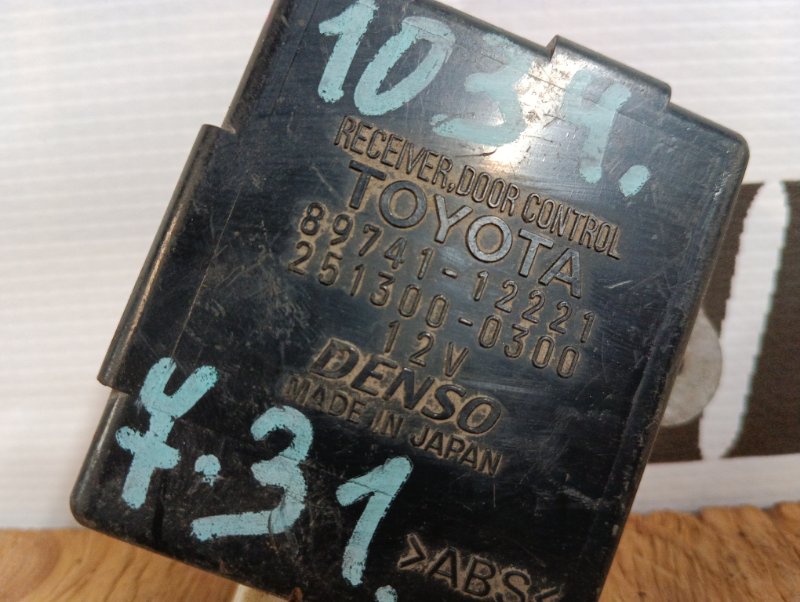 1034.
RECEIVER,DOOR CONTROL
TOYOTA
89741-12221
251300-0300
12V
DENSO
MADE IN JAPAN
¥.31.
>ABS<